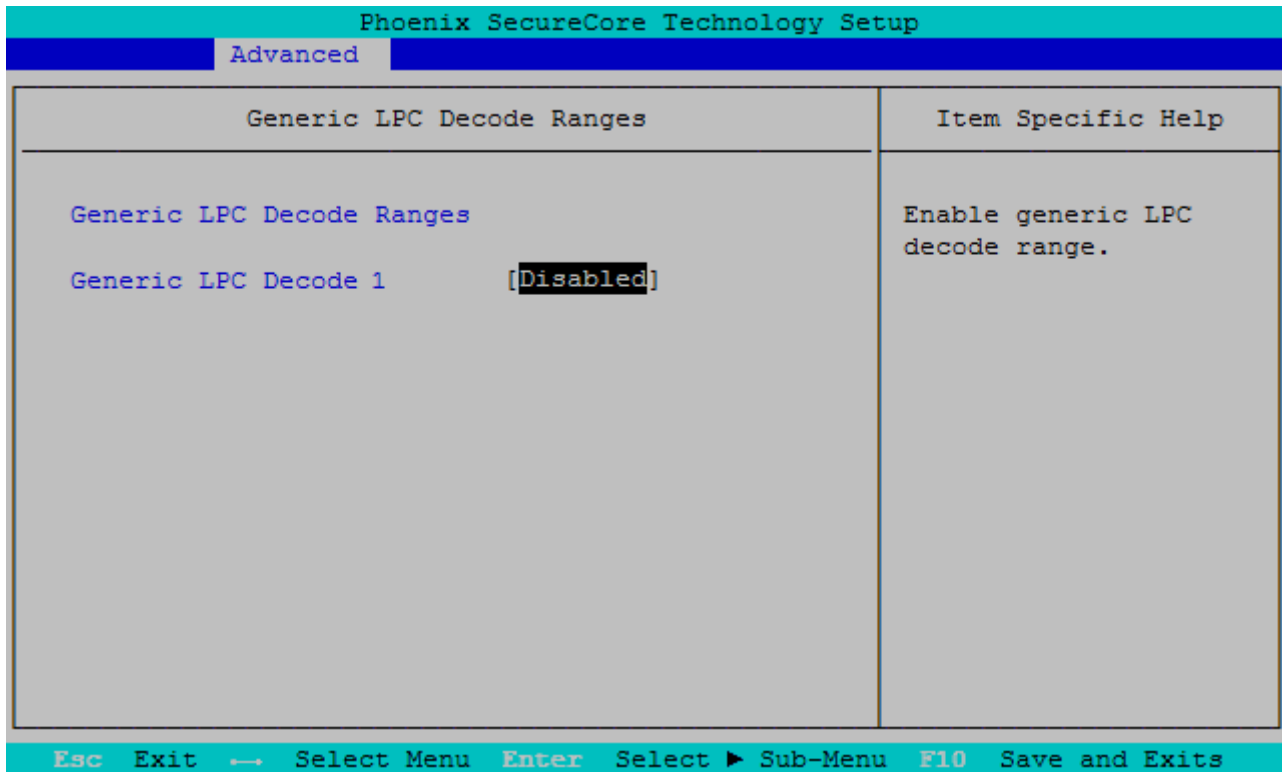 Phoenix SecureCore Technology Setup
Advanced
Generic LPC Decode Ranges
Item Specific Help
Generic LPC Decode Ranges
Generic LPC Decode 1 [Disabled]
Enable generic LPC
decode range.
Esc Exit ↔ Select Menu Enter Select ► Sub-Menu F10 Save and Exits